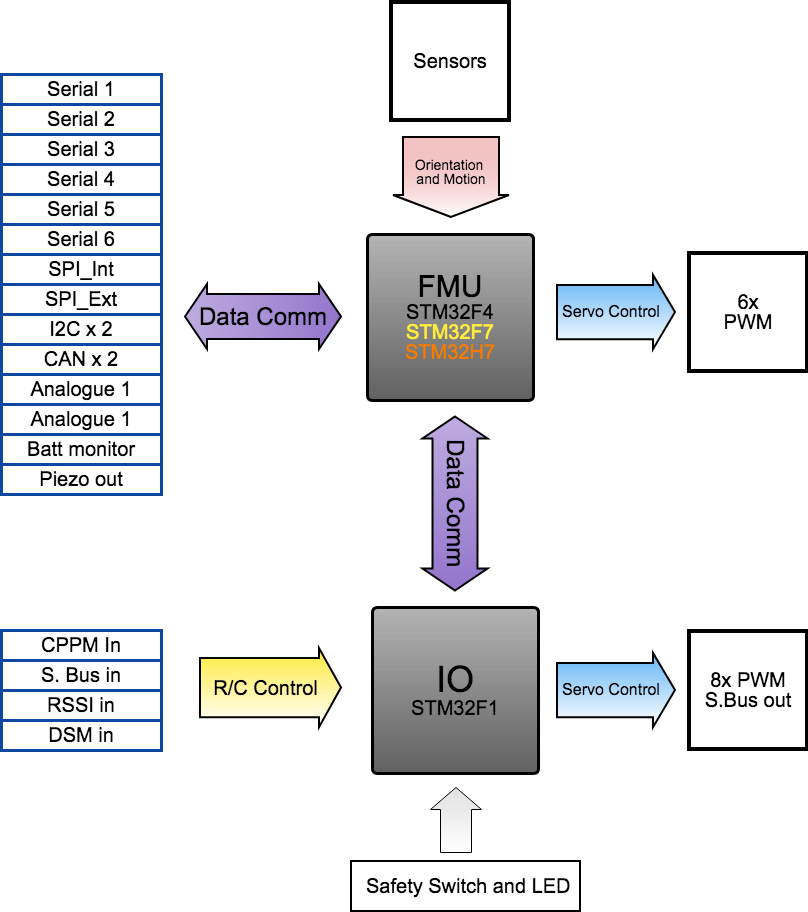 Sensors
Orientation
and Motion
Serial 1
Serial 2
Serial 3
Serial 4
Serial 5
Serial 6
SPI_Int
SPI_Ext
I2C x 2
CAN x 2
Analogue 1
Analogue 1
Batt monitor
Piezo out
Data Comm
FMU
STM32F4
STM32F7
STM32H7
Servo Control
6x
PWM
Data Comm
CPPM In
S. Bus in
RSSI in
DSM in
R/C Control
IO
STM32F1
Servo Control
8x PWM
S.Bus out
Safety Switch and LED